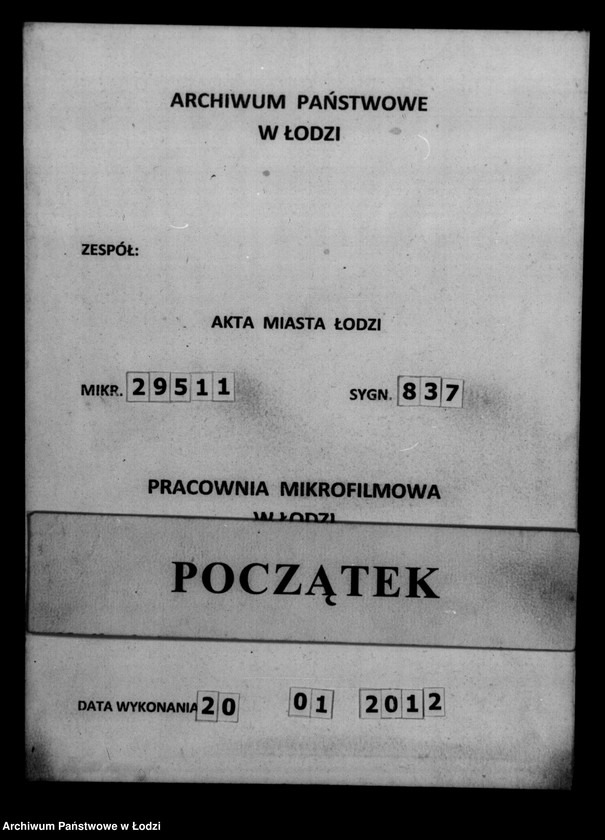 ARCHIWUM PAŃSTWOWE
W ŁODZI
ZESPÓŁ:
AKTA MIASTA ŁODZI
MIKR. 29511 SYGN. 837
PRACOWNIA MIKROFILMOWA
W ŁODZI
POCZĄTEK
DATA WYKONANIA 20 01 2012
Archiwum Państwowe w Łodzi